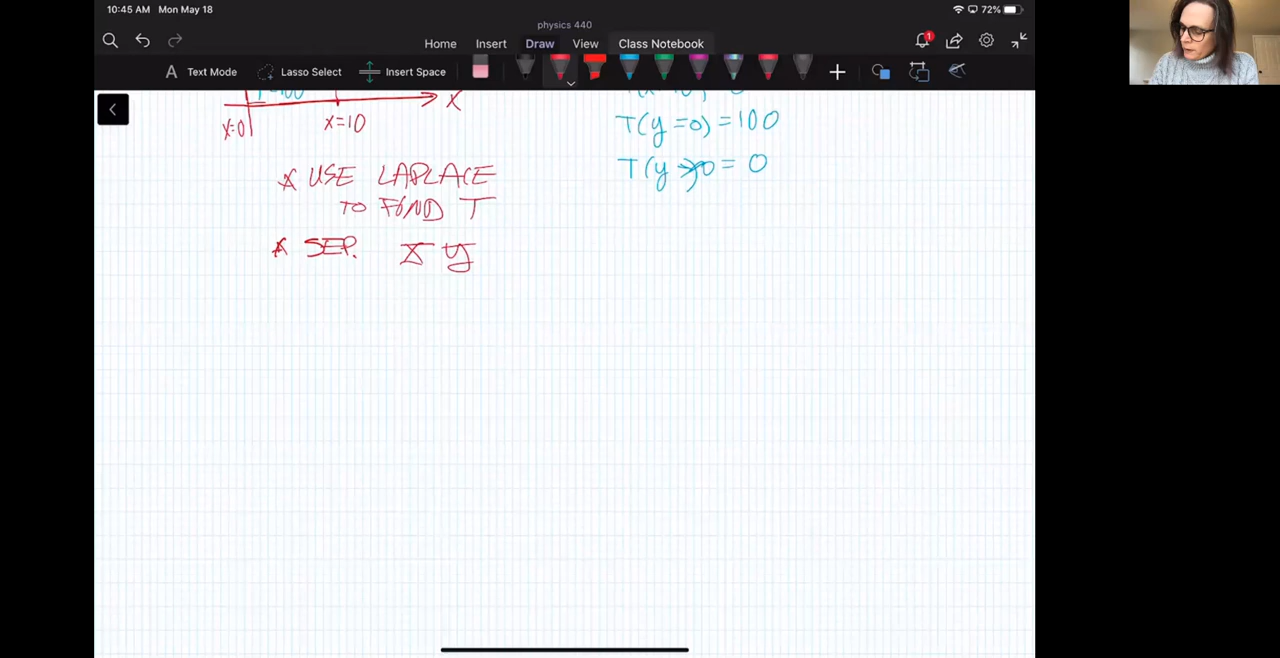 10:45 AM Mon May 18
72%
physics 440
Home Insert Draw View Class Notebook
1
A Text Mode Lasso Select Insert Space
x
x=0 x=10
T(y=0) = 100
T(y→∞ = 0
* USE LAPLACE
TO FIND T
* SEP. X Y